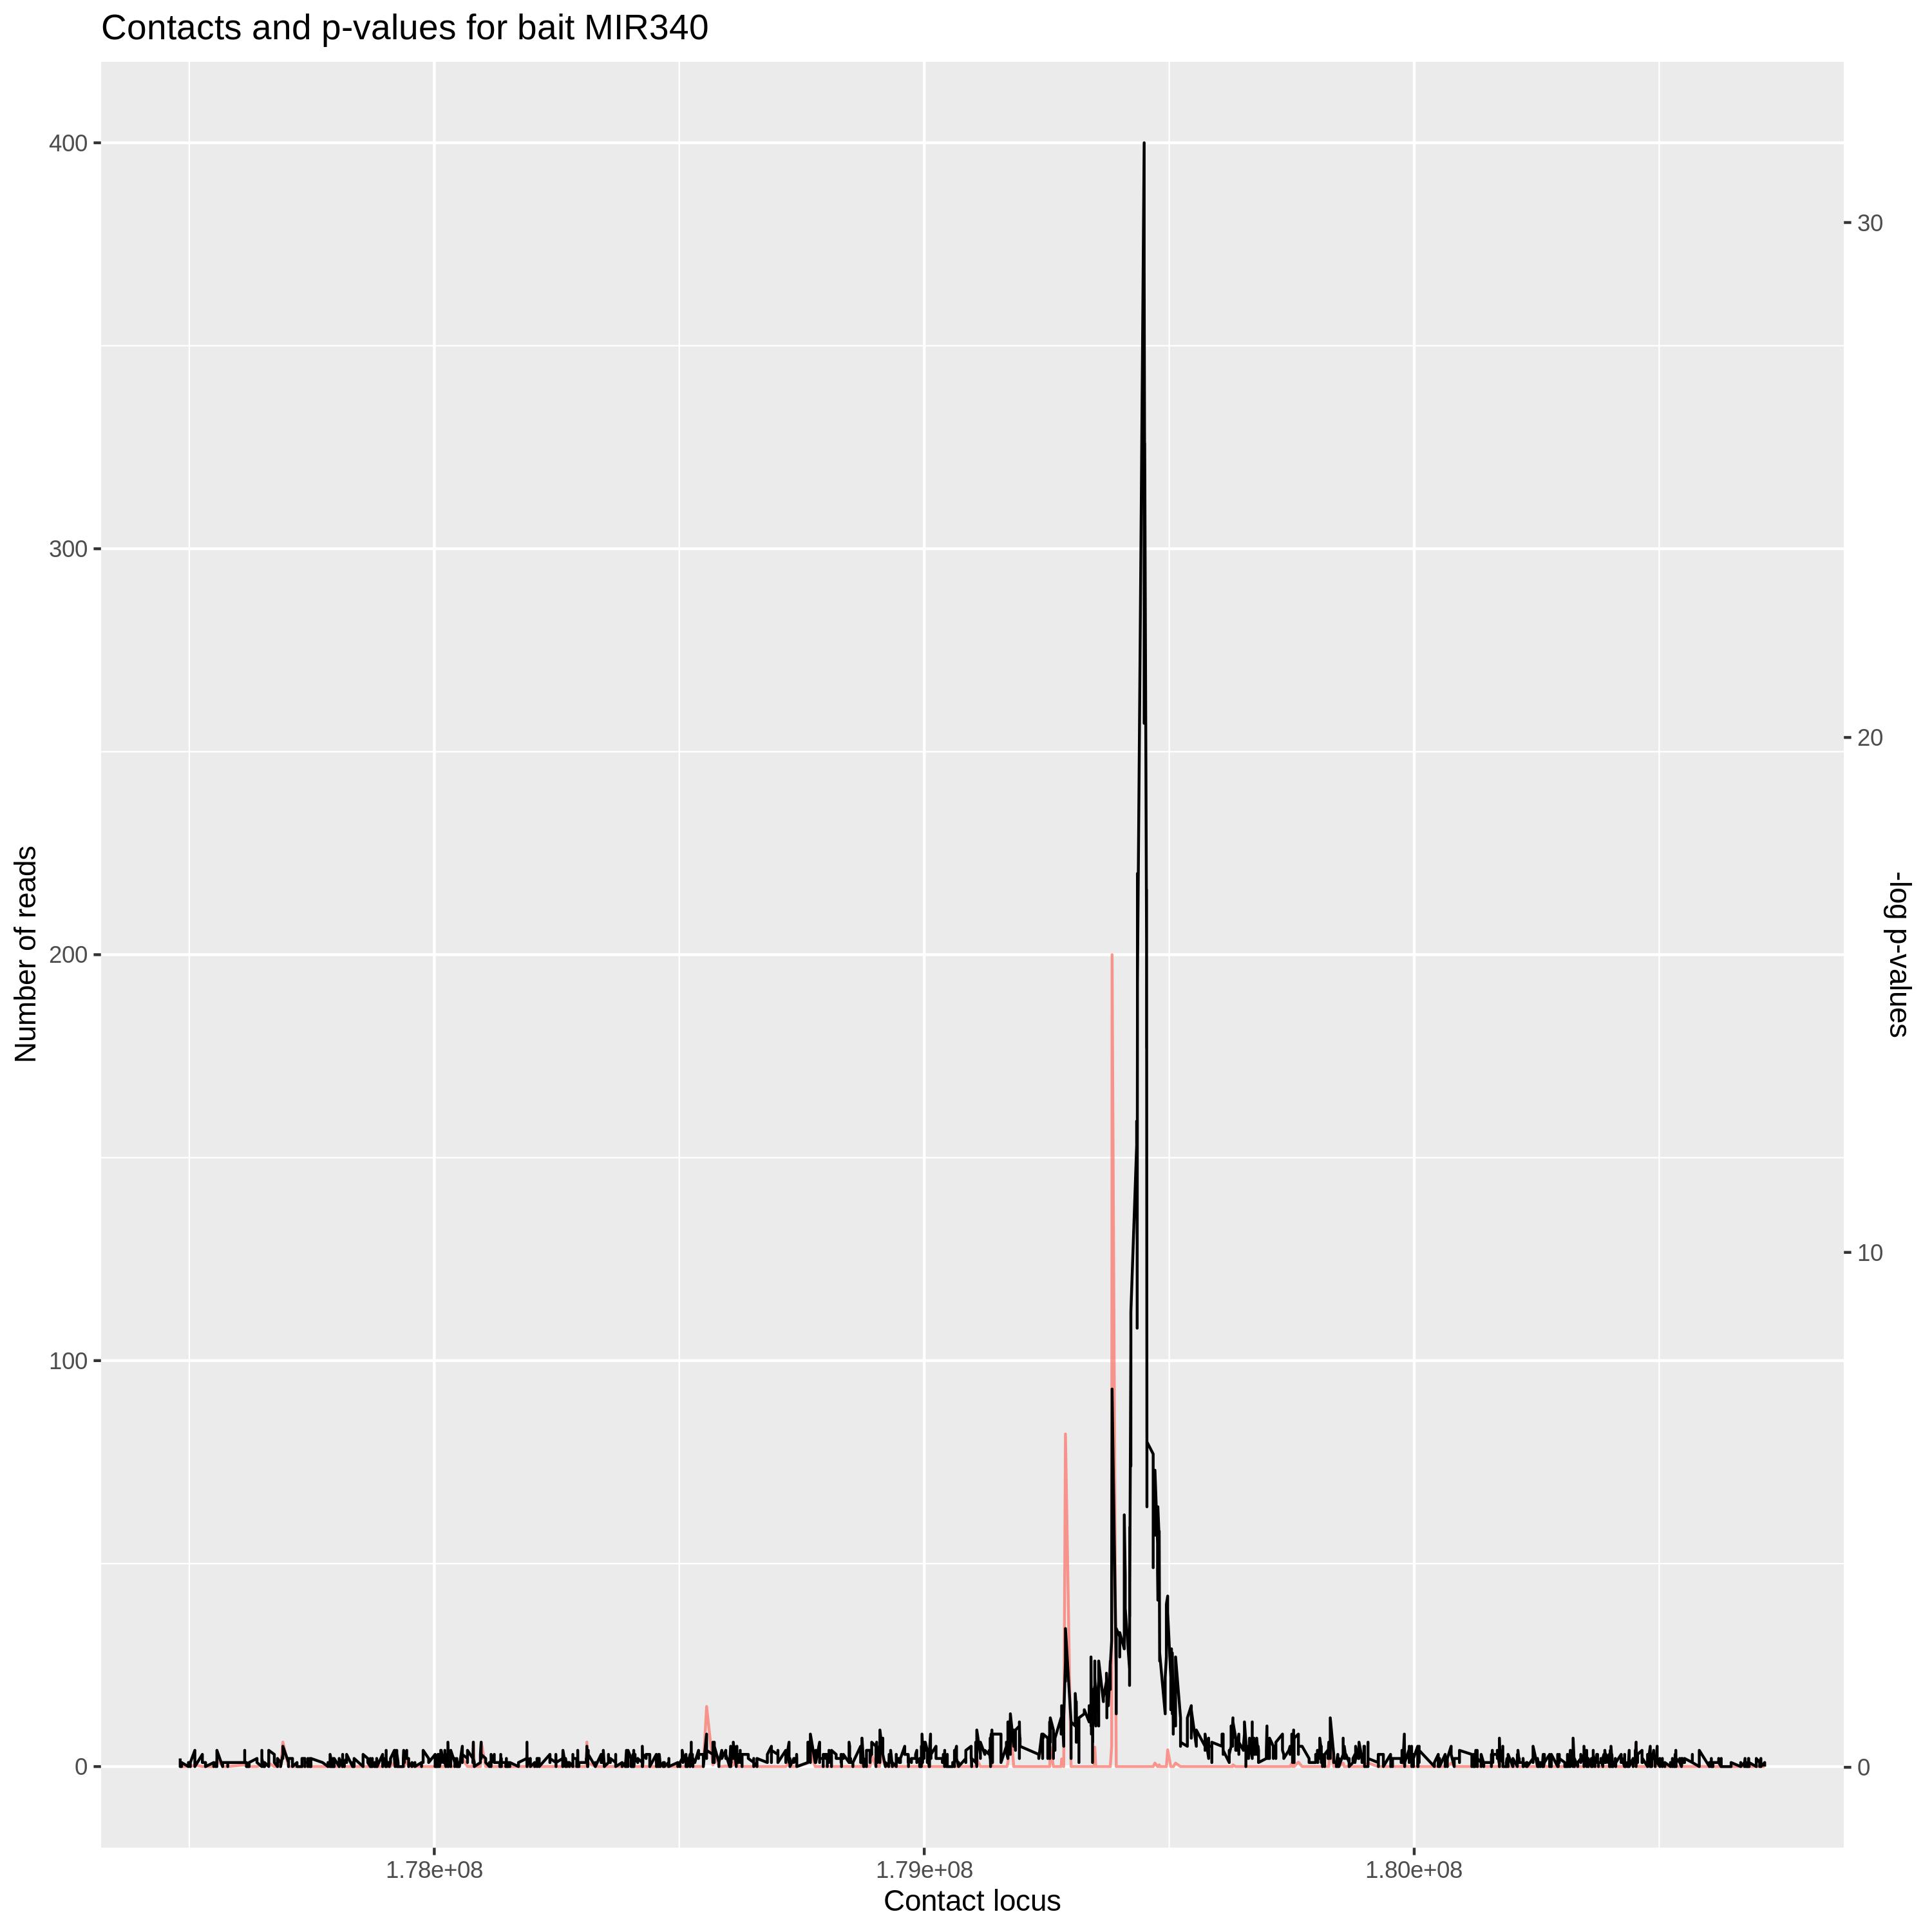 Contacts and p-values for bait MIR340
400
300
200
100
0
Number of reads
30
20
10
0
-log p-values
1.78e+08
1.79e+08
1.80e+08
Contact locus